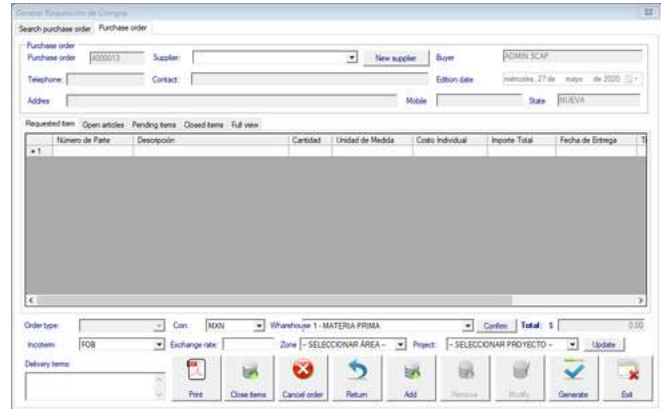 Generar Requisición de Compra.
Search purchase order Purchase order
Purchase order
Purchase order 4000013 Supplier: New supplier Buyer ADMIN SCAP
Telephone: Contact: Edition date miércoles, 27 de mayo de 2020
Addres Mobile State NUEVA
Requested item Open articles Pending items Closed items Full view
Número de Parte Descripción Cantidad Unidad de Medida Costo Individual Importe Total Fecha de Entrega
1
Order type: Coin MXN Wharehouse 1 - MATERIA PRIMA Confirm Total: $ 0.00
Incoterm FOB Exchange rate: Zone -- SELECCIONAR ÁREA -- Project: -- SELECCIONAR PROYECTO -- Update
Delivery terms:
Print Close items Cancel order Return Add Remove Modify Generate Exit